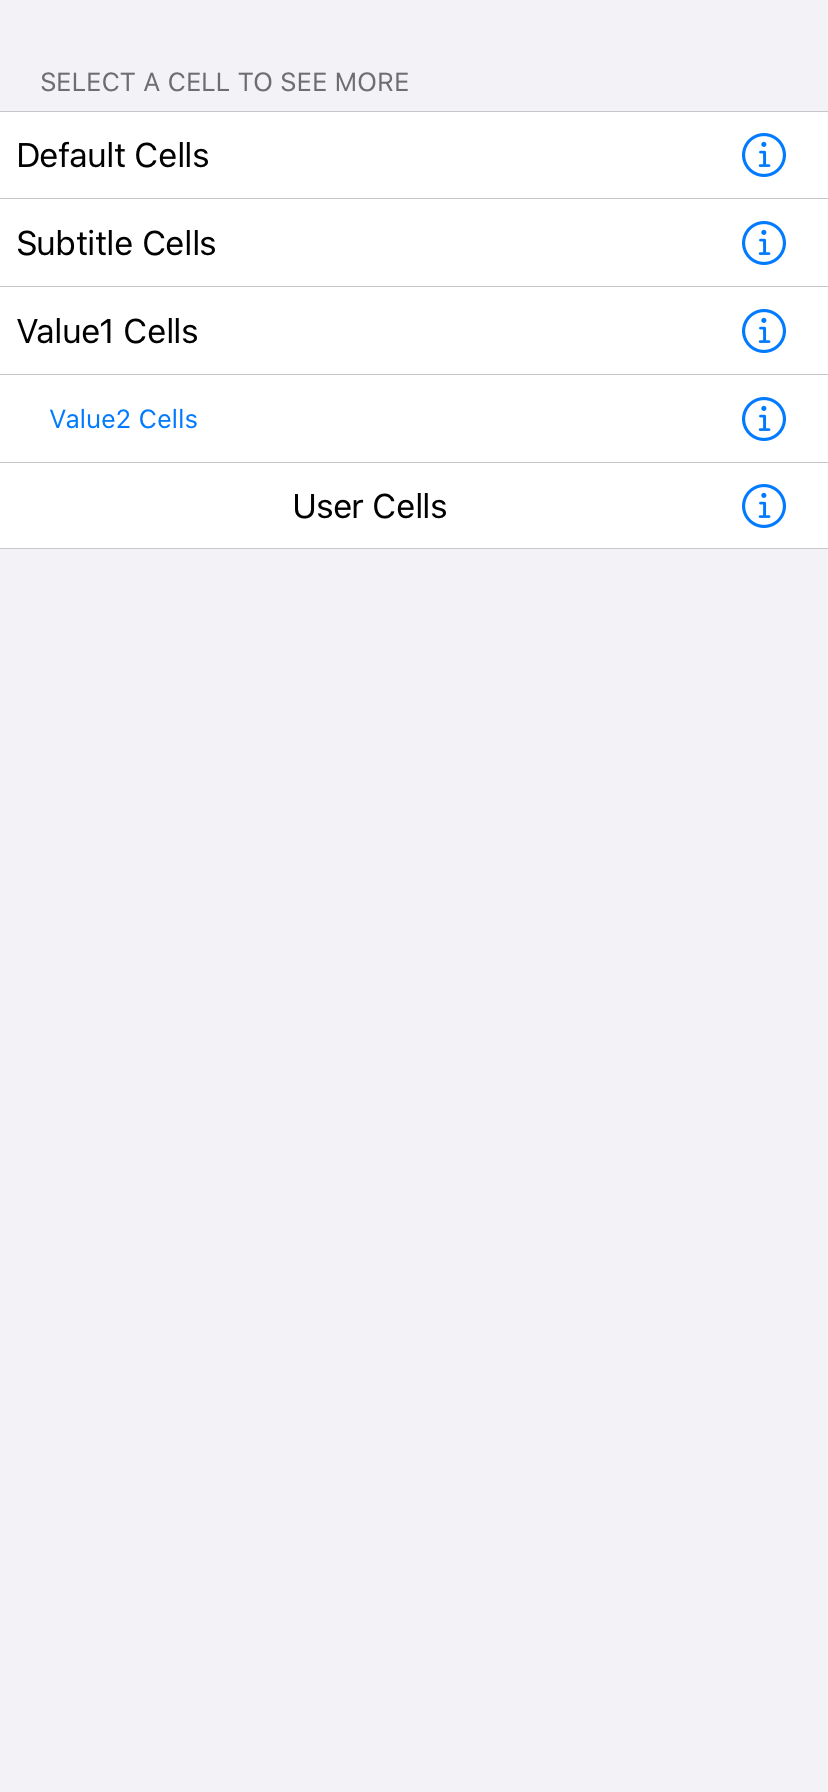 SELECT A CELL TO SEE MORE
Default Cells
Subtitle Cells
Value1 Cells
Value2 Cells
User Cells